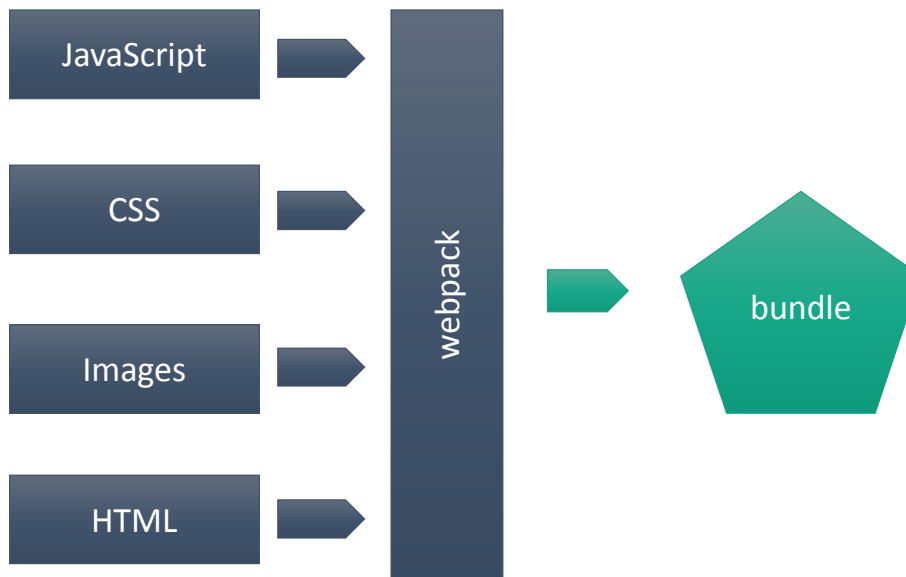 JavaScript
CSS
Images
HTML
webpack
bundle